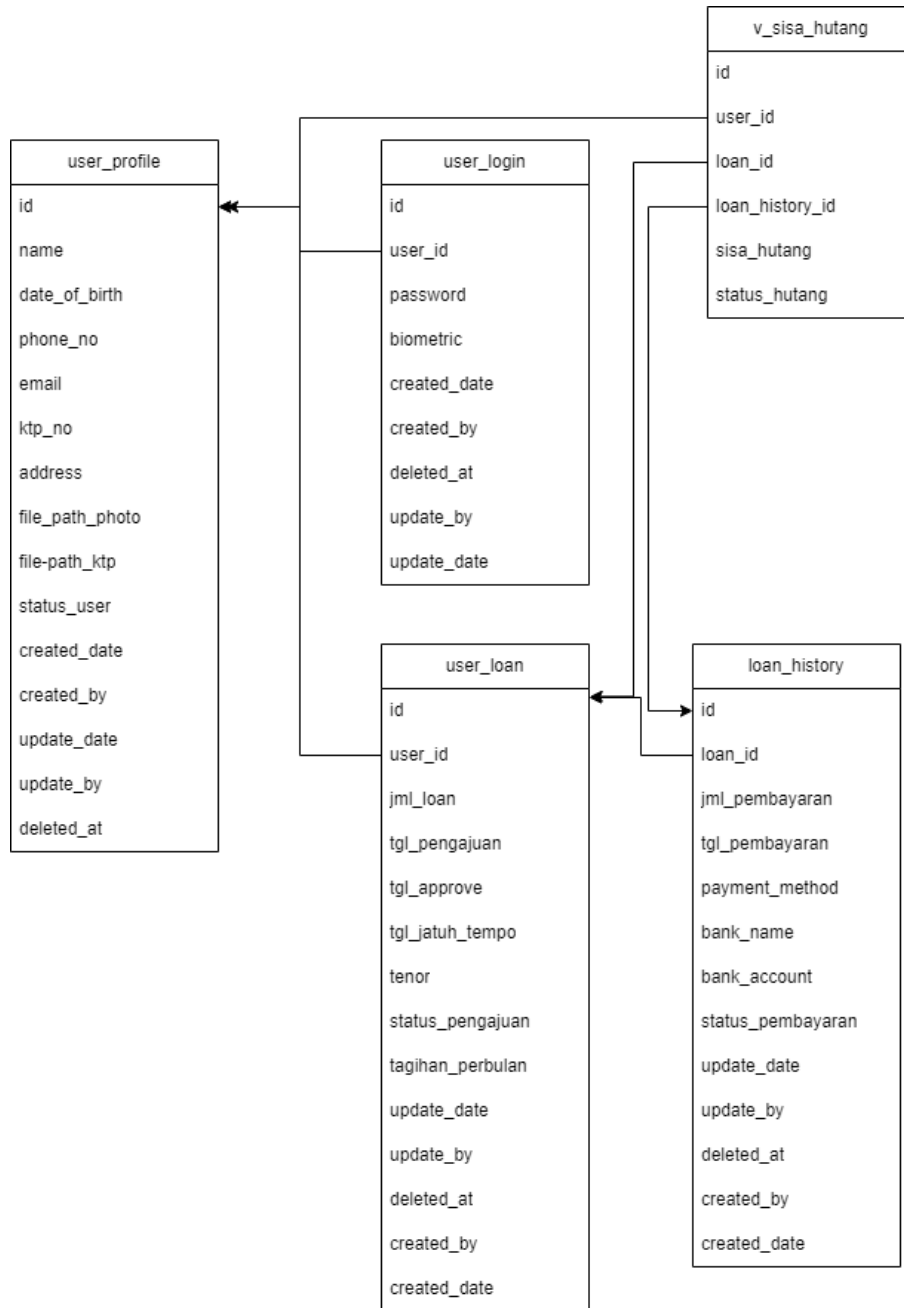 v_sisa_hutang
id
user_id
loan_id
loan_history_id
sisa_hutang
status_hutang
user_profile
id
name
date_of_birth
phone_no
email
ktp_no
address
file_path_photo
file-path_ktp
status_user
created_date
created_by
update_date
update_by
deleted_at
user_login
id
user_id
password
biometric
created_date
created_by
deleted_at
update_by
update_date
user_loan
id
user_id
jml_loan
tgl_pengajuan
tgl_approve
tgl_jatuh_tempo
tenor
status_pengajuan
tagihan_perbulan
update_date
update_by
deleted_at
created_by
created_date
loan_history
id
loan_id
jml_pembayaran
tgl_pembayaran
payment_method
bank_name
bank_account
status_pembayaran
update_date
update_by
deleted_at
created_by
created_date